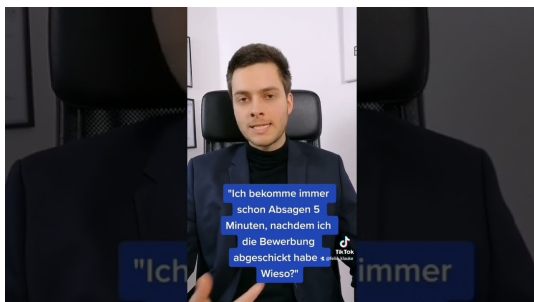 "Ich bekomme immer
schon Absagen 5
Minuten, nachdem ich
die Bewerbung
abgeschickt habe
Wieso?"
TikTok
"Ich
immer